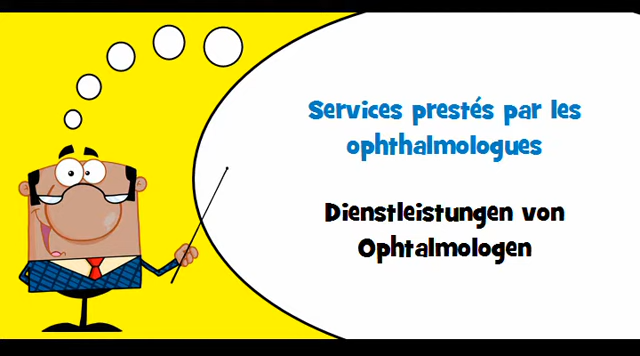 Services prestés par les
ophthalmologues
Dienstleistungen von
Ophtalmologen